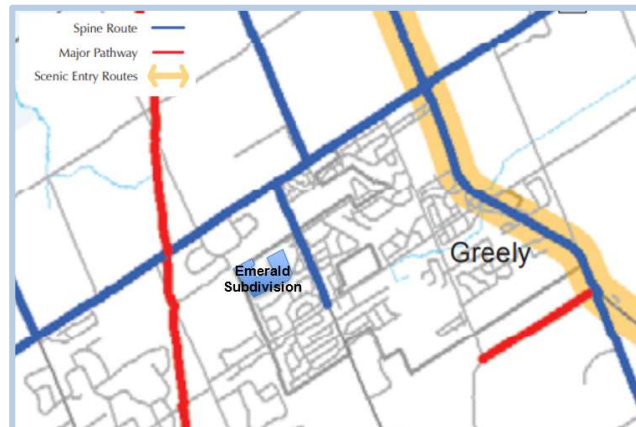 Spine Route
Major Pathway
Scenic Entry Routes
Greely
Emerald
Subdivision